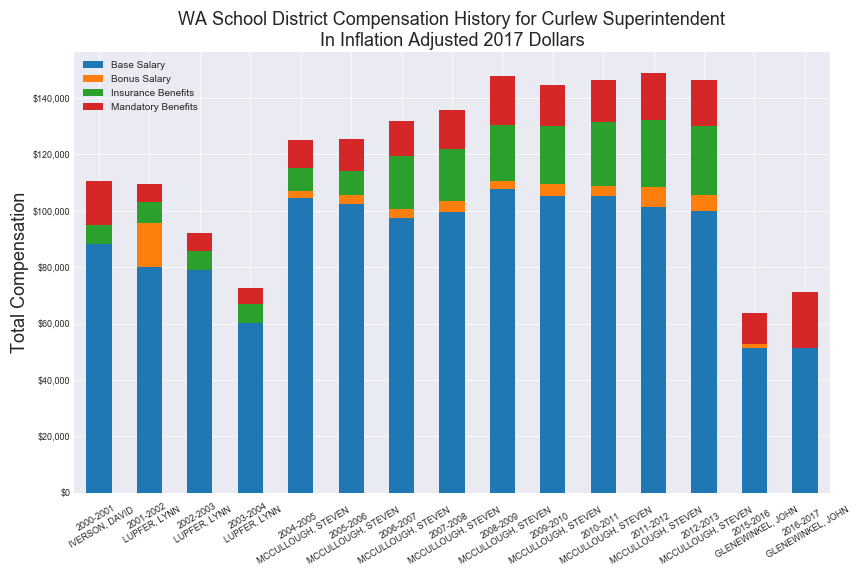 WA School District Compensation History for Curlew Superintendent
In Inflation Adjusted 2017 Dollars
Base Salary
Bonus Salary
Insurance Benefits
Mandatory Benefits
Total Compensation
$140,000
$120,000
$100,000
$80,000
$60,000
$40,000
$20,000
$0
2000-2001
IVERSON, DAVID
2001-2002
LUPFER, LYNN
2002-2003
LUPFER, LYNN
2003-2004
LUPFER, LYNN
2004-2005
MCCULLOUGH, STEVEN
2005-2006
MCCULLOUGH, STEVEN
2006-2007
MCCULLOUGH, STEVEN
2007-2008
MCCULLOUGH, STEVEN
2008-2009
MCCULLOUGH, STEVEN
2009-2010
MCCULLOUGH, STEVEN
2010-2011
MCCULLOUGH, STEVEN
2011-2012
MCCULLOUGH, STEVEN
2012-2013
MCCULLOUGH, STEVEN
2015-2016
GLENEWINKEL, JOHN
2016-2017
GLENEWINKEL, JOHN